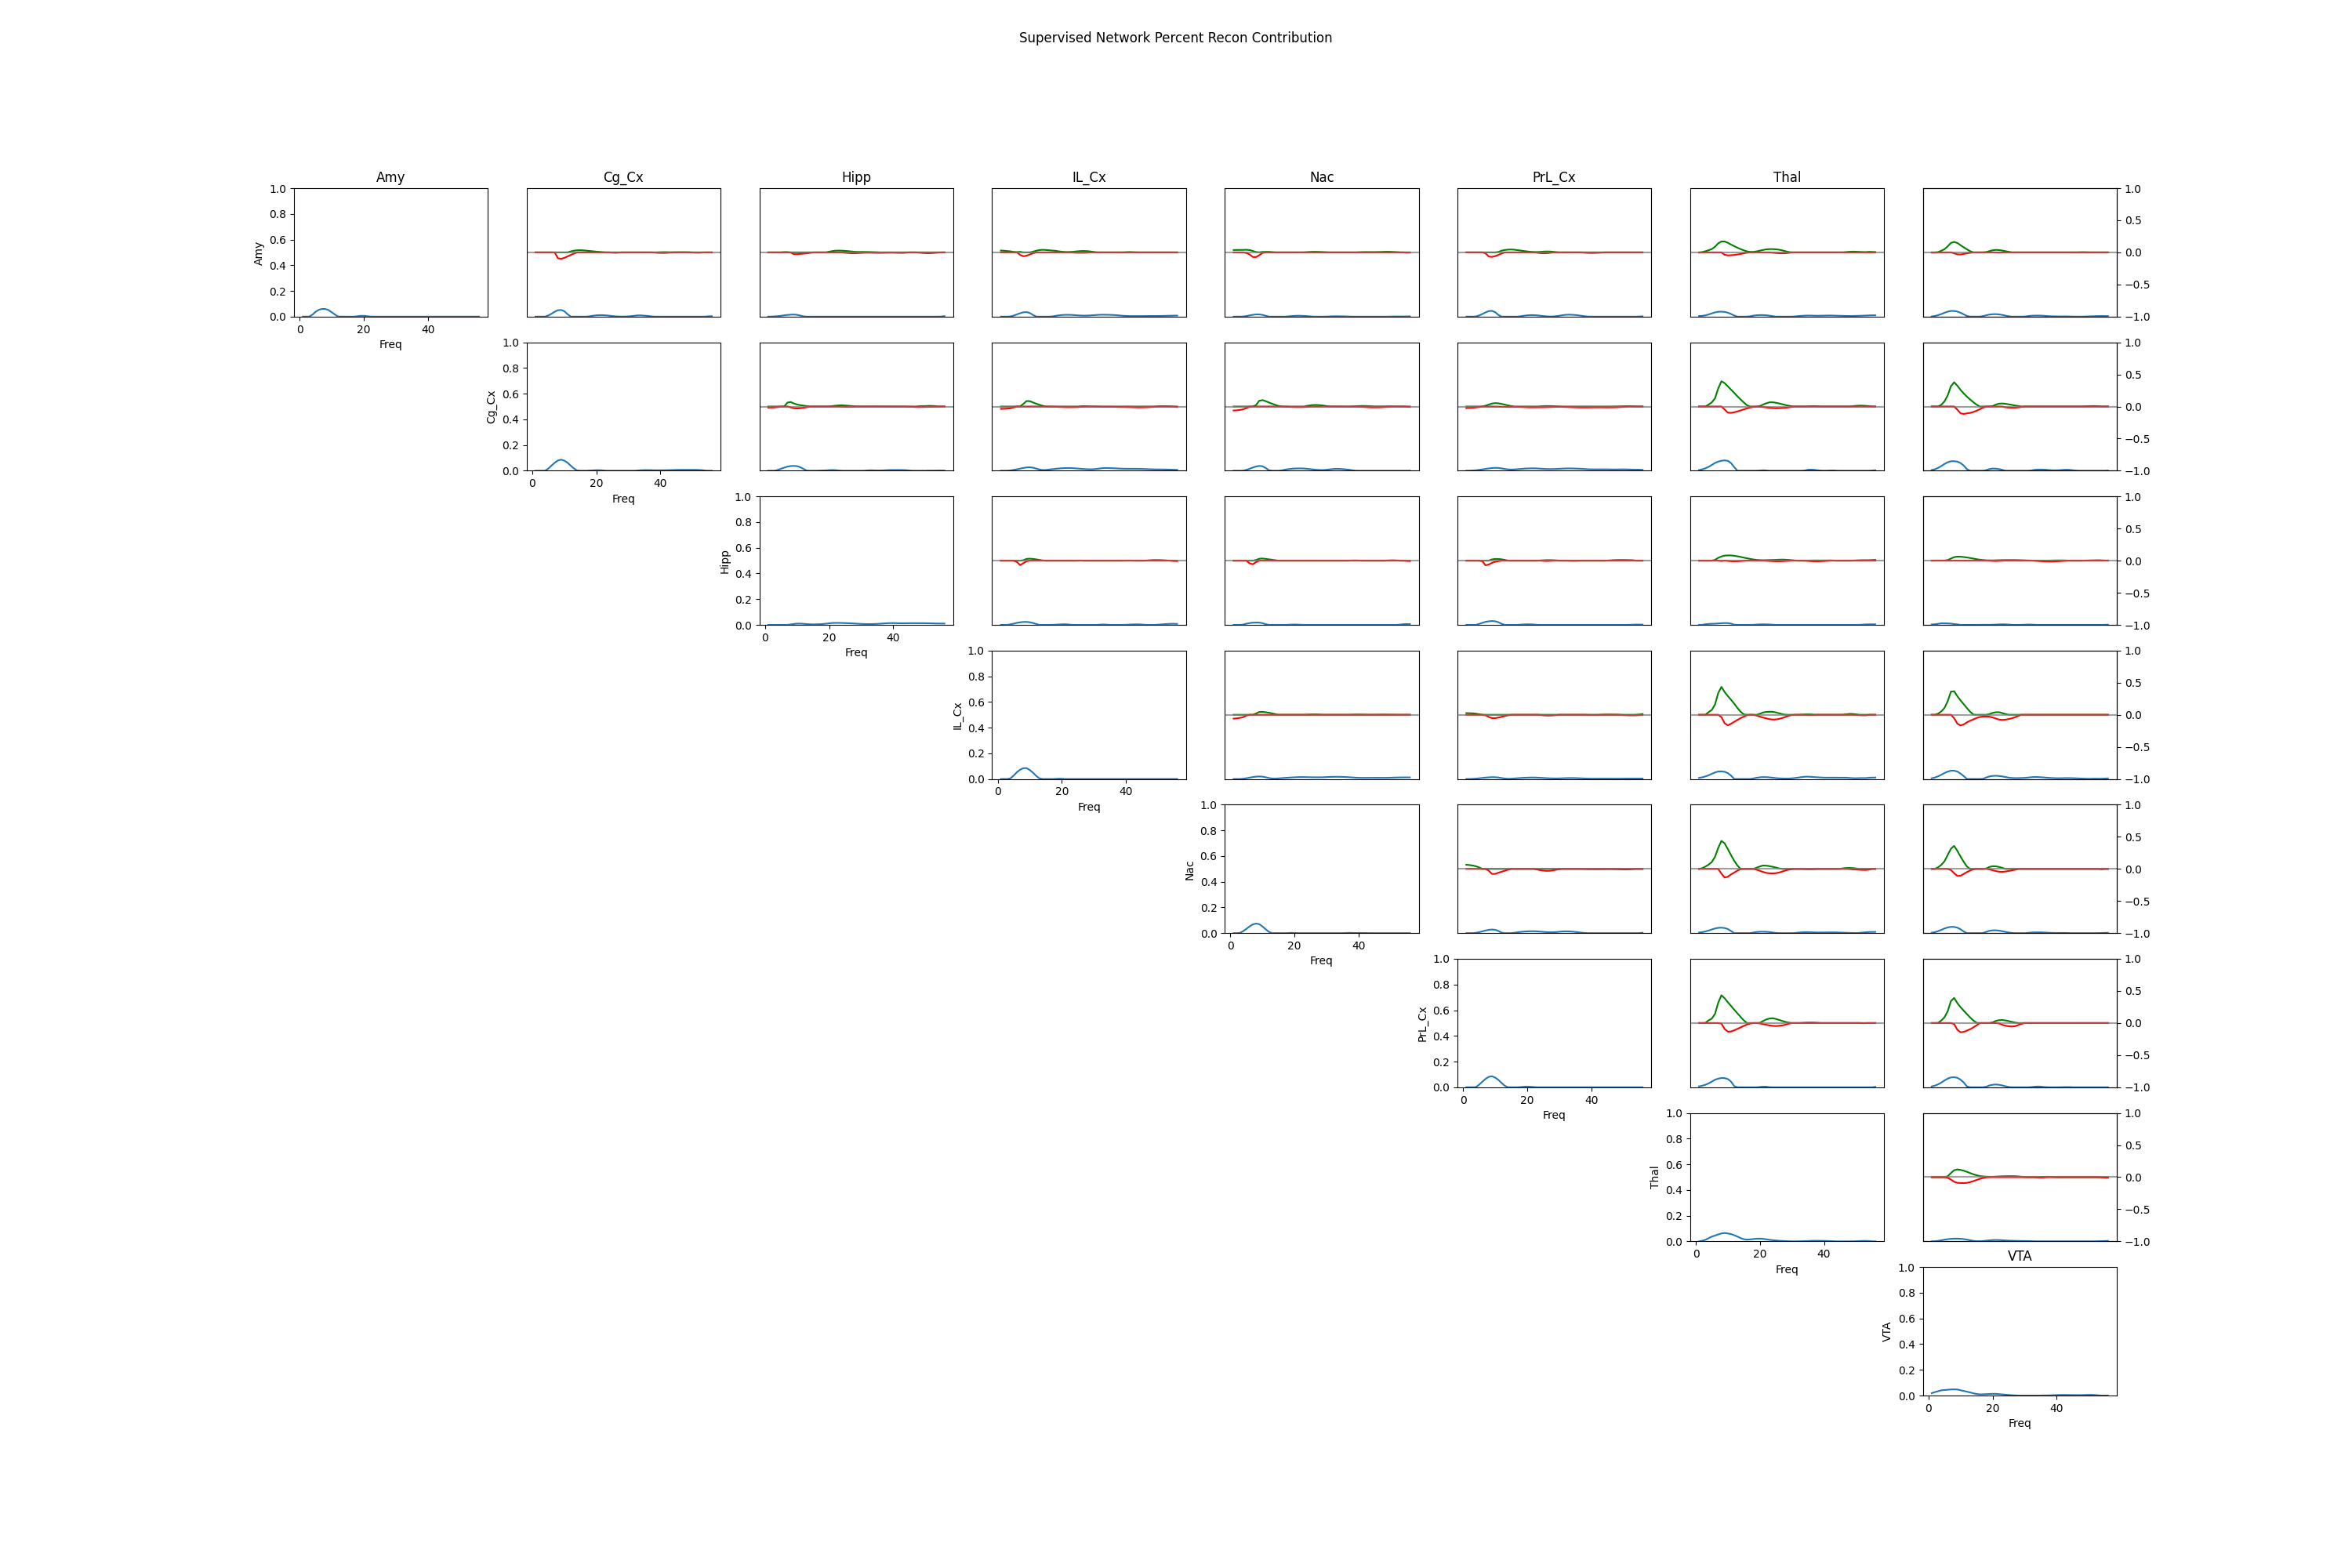 Supervised Network Percent Recon Contribution
Amy Cg_Cx Hipp IL_Cx Nac PrL_Cx Thal
1.0 1.0
0.8 0.5
Amy 0.6 0.0
0.4 −0.5
0.2
0.0 −1.0
0 20 40
Freq
1.0 1.0
0.8 0.5
Cg_Cx 0.6 0.0
0.4 −0.5
0.2
0.0 −1.0
0 20 40
Freq
1.0 1.0
0.8 0.5
Hipp 0.6 0.0
0.4 −0.5
0.2
0.0 −1.0
0 20 40
Freq
1.0 1.0
0.8 0.5
IL_Cx 0.6 0.0
0.4 −0.5
0.2
0.0 −1.0
0 20 40
Freq
1.0 1.0
0.8 0.5
Nac 0.6 0.0
0.4 −0.5
0.2
0.0 −1.0
0 20 40
Freq
1.0 1.0
0.8 0.5
PrL_Cx 0.6 0.0
0.4 −0.5
0.2
0.0 −1.0
0 20 40
Freq
1.0 1.0
0.8 0.5
Thal 0.6 0.0
0.4 −0.5
0.2
0.0 −1.0
0 20 40
Freq
VTA
1.0
0.8
VTA 0.6
0.4
0.2
0.0
0 20 40
Freq